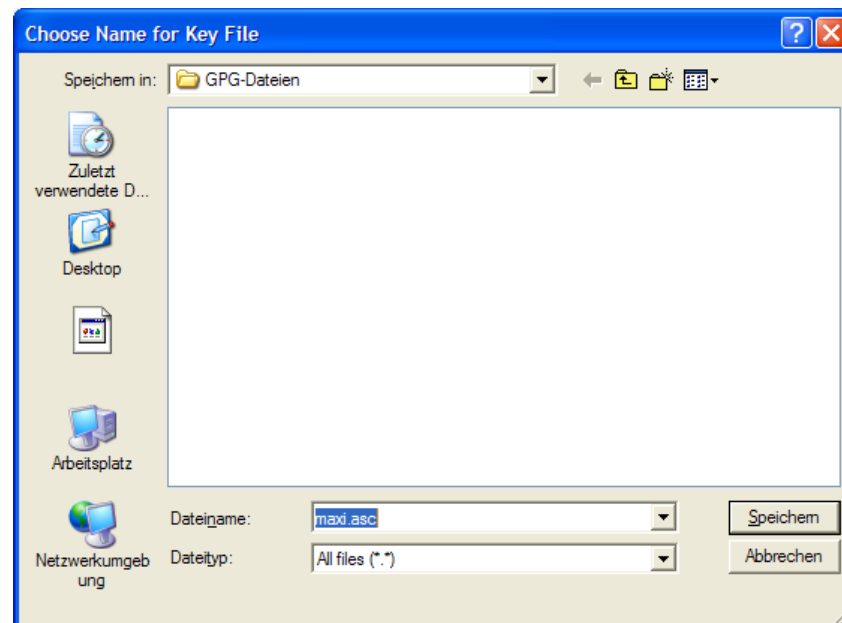 Choose Name for Key File
Speichern in:
GPG-Dateien
Zuletzt
verwendete D...
Desktop
Arbeitsplatz
Netzwerkumgeb
ung
Dateiname:
maxi.asc
Speichern
Dateityp:
All files (*.*)
Abbrechen